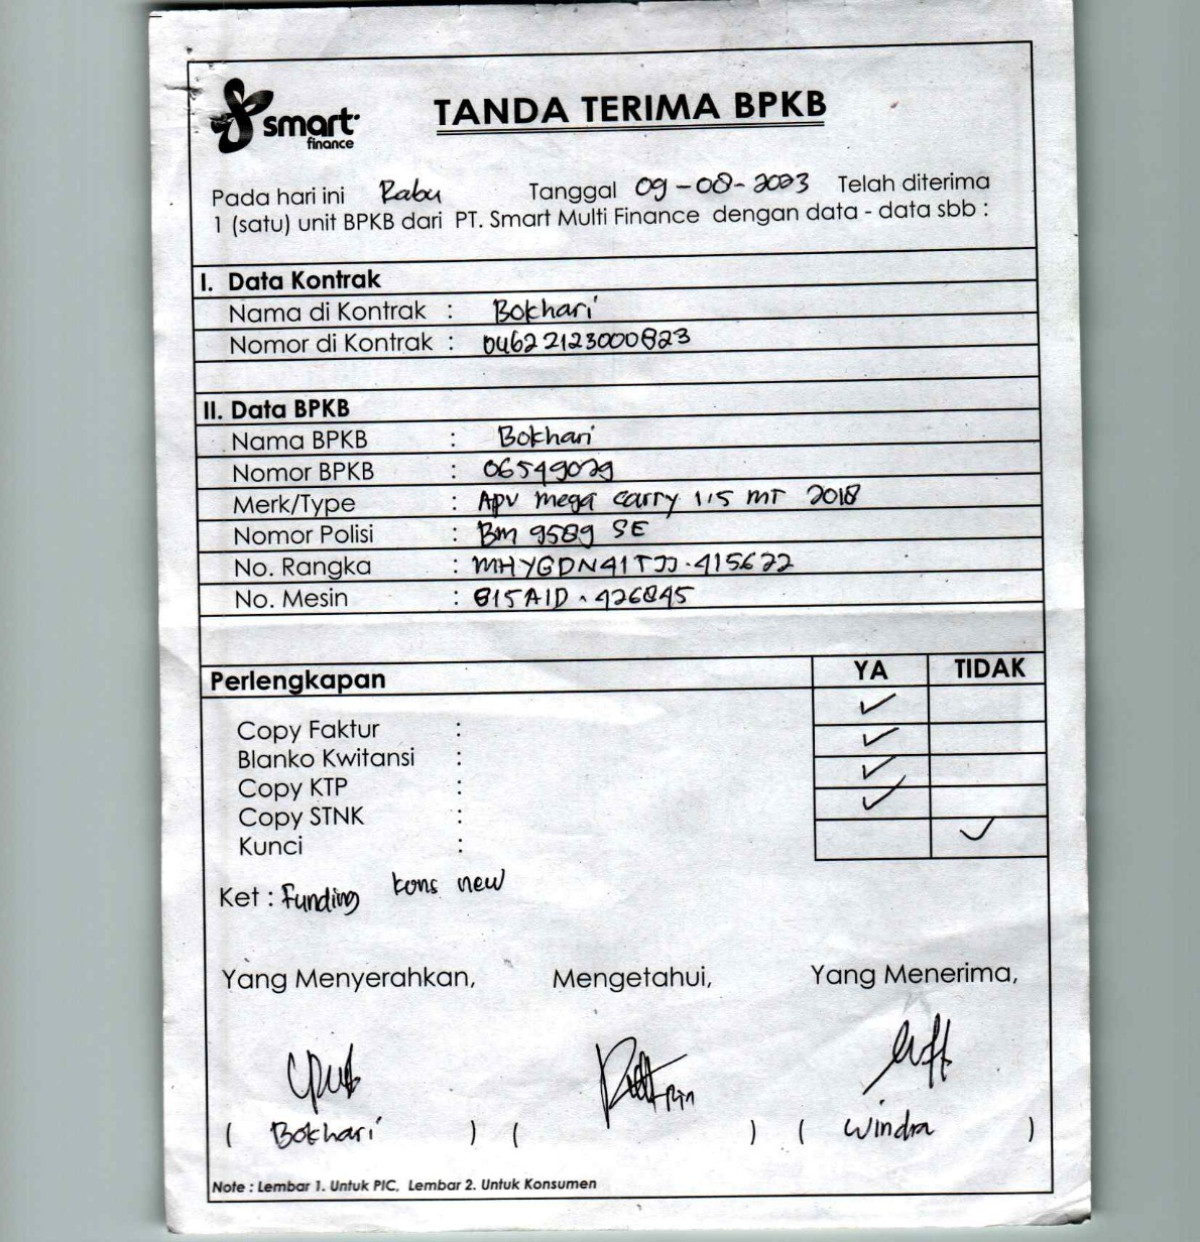 smart
finance
TANDA TERIMA BPKB
Pada hari ini Rabu Tanggal 09-08-2023 Telah diterima
1 (satu) unit BPKB dari PT. Smart Multi Finance dengan data - data sbb :
I. Data Kontrak
Nama di Kontrak : Bokhari
Nomor di Kontrak : 04622123000823
II. Data BPKB
Nama BPKB : Bokhari
Nomor BPKB : 06549029
Merk/Type : Apv mega carry 1.5 MT 2018
Nomor Polisi : BM 9589 SE
No. Rangka : MHYGDN41TJJ.415622
No. Mesin : G15AID.426845
Perlengkapan YA TIDAK
Copy Faktur : ✓
Blanko Kwitansi : ✓
Copy KTP : ✓
Copy STNK : ✓
Kunci : ✓
Ket : Funding kons new
Yang Menyerahkan, Mengetahui, Yang Menerima,
( Bokhari ) ( ) ( Windra )
Note : Lembar 1. Untuk PIC, Lembar 2. Untuk Konsumen